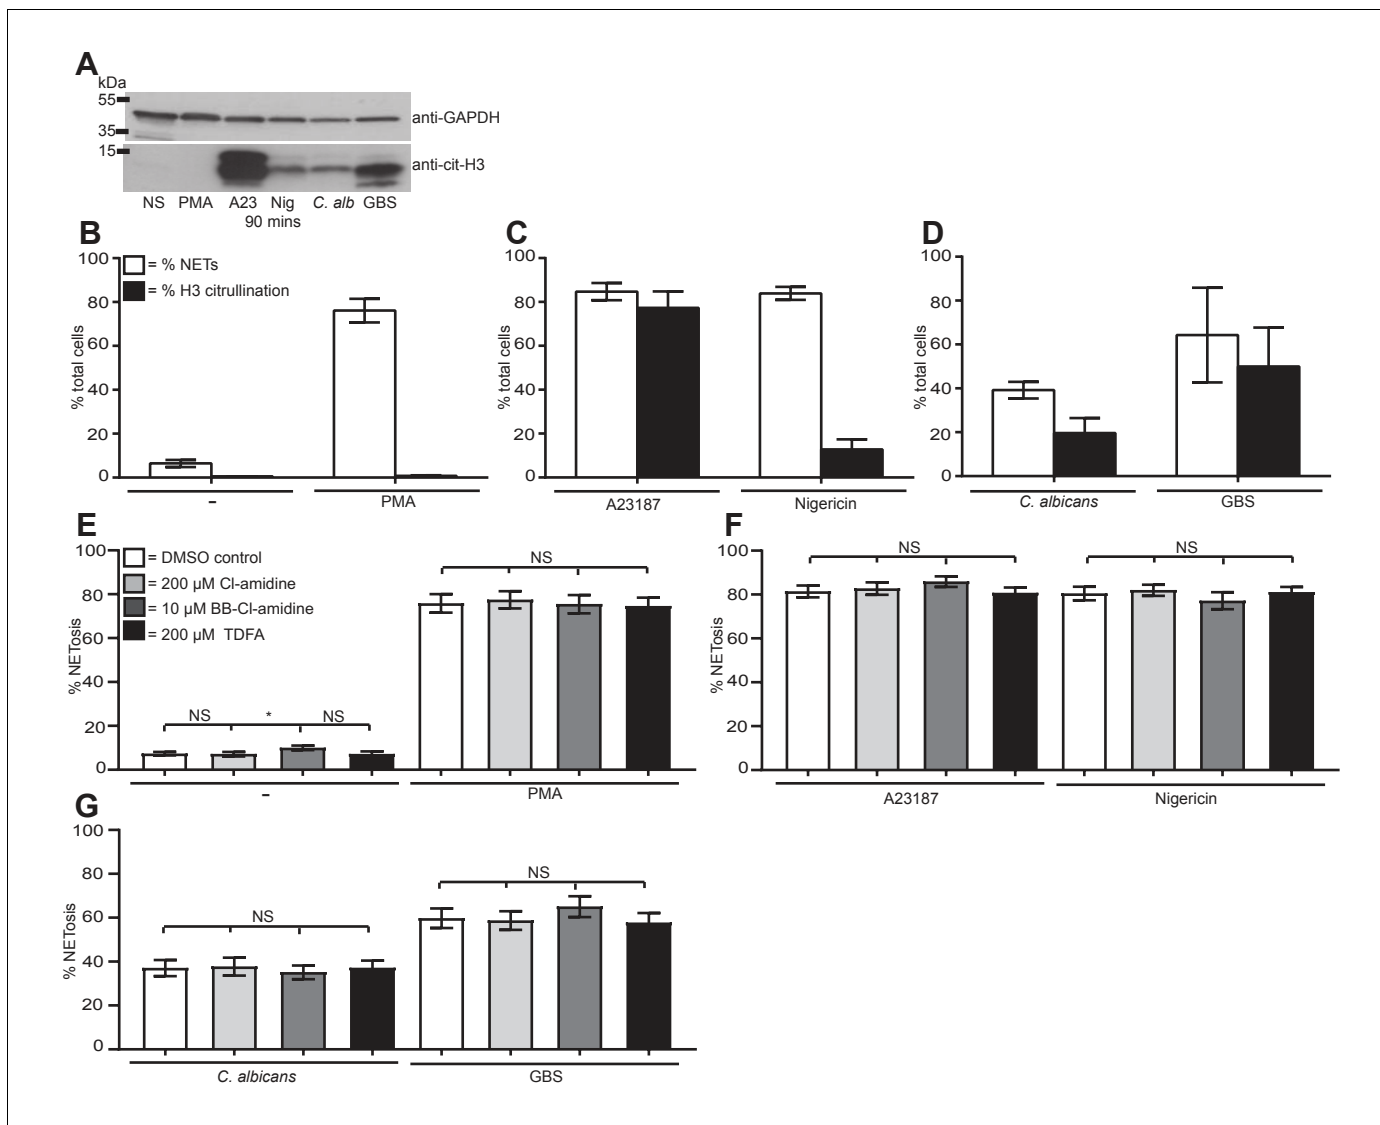 A
kDa
55
35
15
anti-GAPDH
anti-cit-H3
NS PMA A23 Nig C. alb GBS
90 mins
B
100
80
60
40
20
0
% total cells
= % NETs
= % H3 citrullination
– PMA
C
100
80
60
40
20
0
% total cells
A23187 Nigericin
D
100
80
60
40
20
0
% total cells
C. albicans GBS
E
100
80
60
40
20
0
% NETosis
= DMSO control
= 200 µM Cl-amidine
= 10 µM BB-Cl-amidine
= 200 µM TDFA
NS * NS
NS
– PMA
F
100
80
60
40
20
0
% NETosis
NS NS
A23187 Nigericin
G
100
80
60
40
20
0
% NETosis
NS
NS
C. albicans GBS